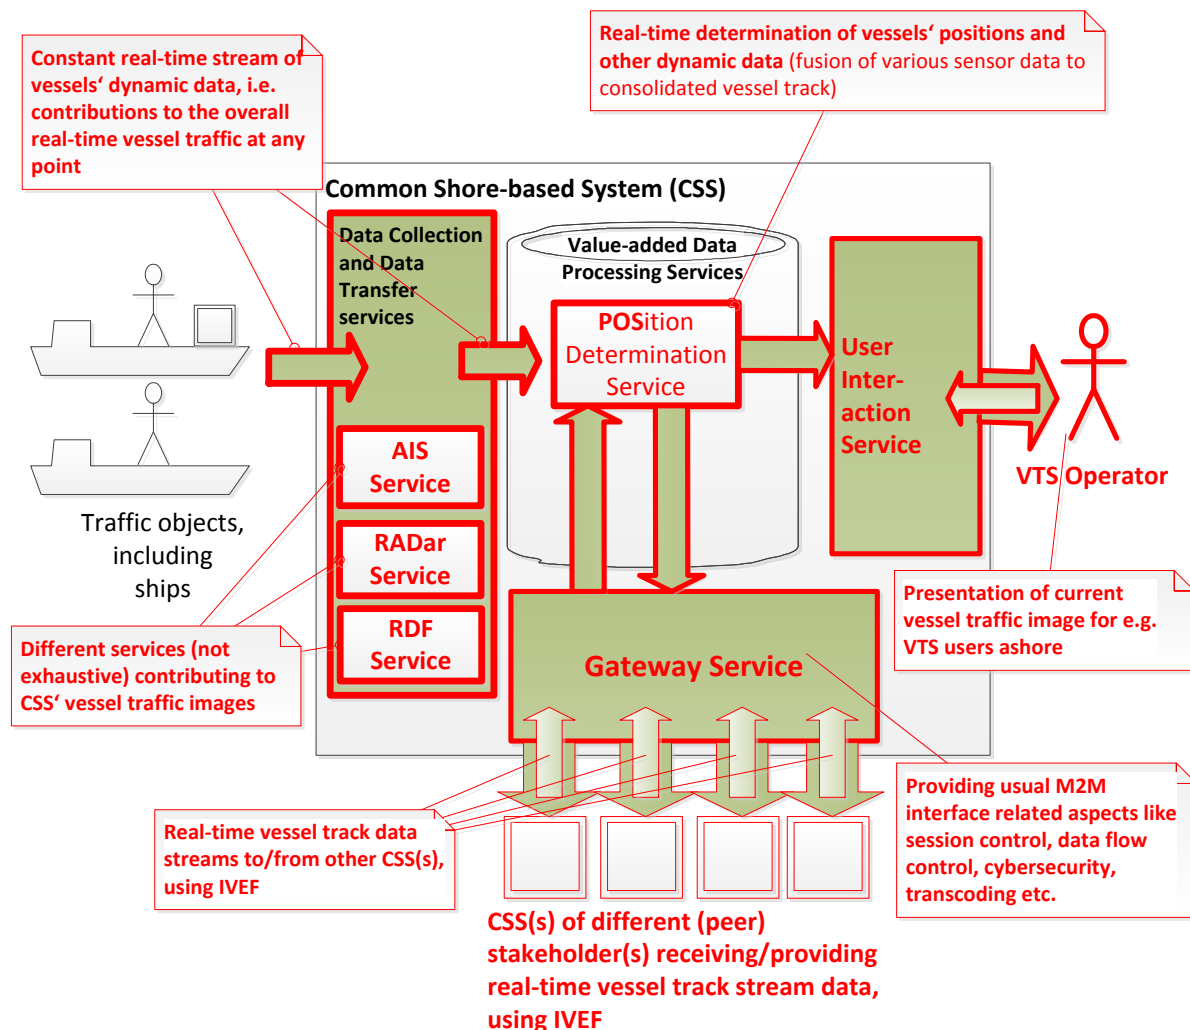 Constant real-time stream of
vessels‘ dynamic data, i.e.
contributions to the overall
real-time vessel traffic at any
point
Real-time determination of vessels‘ positions and
other dynamic data (fusion of various sensor data to
consolidated vessel track)
Common Shore-based System (CSS)
Data Collection
and Data
Transfer
services
Value-added Data
Processing Services
POSition
Determination
Service
User
Inter-
action
Service
AIS
Service
RADar
Service
RDF
Service
VTS Operator
Traffic objects,
including
ships
Different services (not
exhaustive) contributing to
CSS‘ vessel traffic images
Gateway Service
Presentation of current
vessel traffic image for e.g.
VTS users ashore
Real-time vessel track data
streams to/from other CSS(s),
using IVEF
Providing usual M2M
interface related aspects like
session control, data flow
control, cybersecurity,
transcoding etc.
CSS(s) of different (peer)
stakeholder(s) receiving/providing
real-time vessel track stream data,
using IVEF